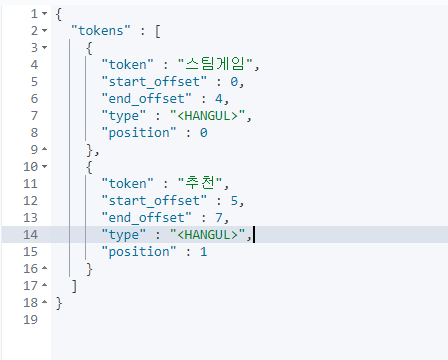 1 {
2 "tokens" : [
3 {
4 "token" : "스팀게임",
5 "start_offset" : 0,
6 "end_offset" : 4,
7 "type" : "<HANGUL>",
8 "position" : 0
9 },
10 {
11 "token" : "추천",
12 "start_offset" : 5,
13 "end_offset" : 7,
14 "type" : "<HANGUL>",
15 "position" : 1
16 }
17 ]
18 }
19